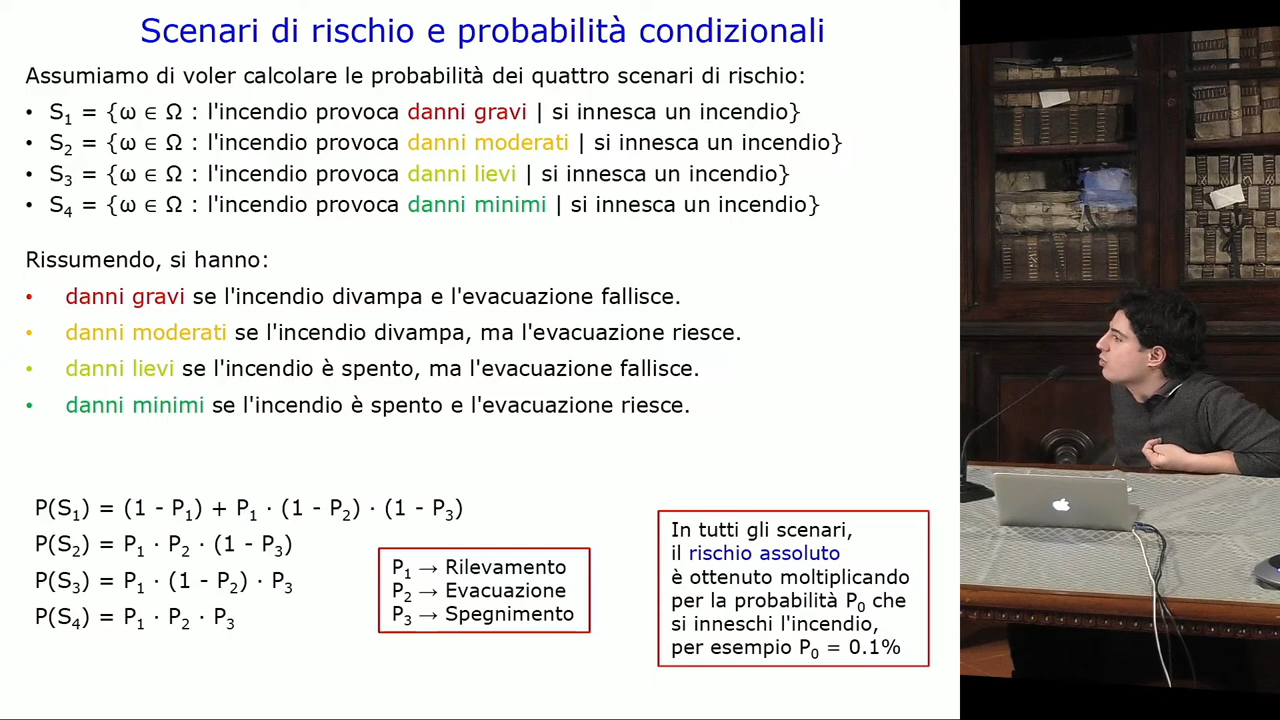 Scenari di rischio e probabilità condizionali
Assumiamo di voler calcolare le probabilità dei quattro scenari di rischio:
• S₁ = {ω ∈ Ω : l'incendio provoca danni gravi | si innesca un incendio}
• S₂ = {ω ∈ Ω : l'incendio provoca danni moderati | si innesca un incendio}
• S₃ = {ω ∈ Ω : l'incendio provoca danni lievi | si innesca un incendio}
• S₄ = {ω ∈ Ω : l'incendio provoca danni minimi | si innesca un incendio}
Rissumendo, si hanno:
• danni gravi se l'incendio divampa e l'evacuazione fallisce.
• danni moderati se l'incendio divampa, ma l'evacuazione riesce.
• danni lievi se l'incendio è spento, ma l'evacuazione fallisce.
• danni minimi se l'incendio è spento e l'evacuazione riesce.
P(S₁) = (1 - P₁) + P₁ · (1 - P₂) · (1 - P₃)
P(S₂) = P₁ · P₂ · (1 - P₃)
P(S₃) = P₁ · (1 - P₂) · P₃
P(S₄) = P₁ · P₂ · P₃
P₁ → Rilevamento
P₂ → Evacuazione
P₃ → Spegnimento
In tutti gli scenari,
il rischio assoluto
è ottenuto moltiplicando
per la probabilità P₀ che
si inneschi l'incendio,
per esempio P₀ = 0.1%